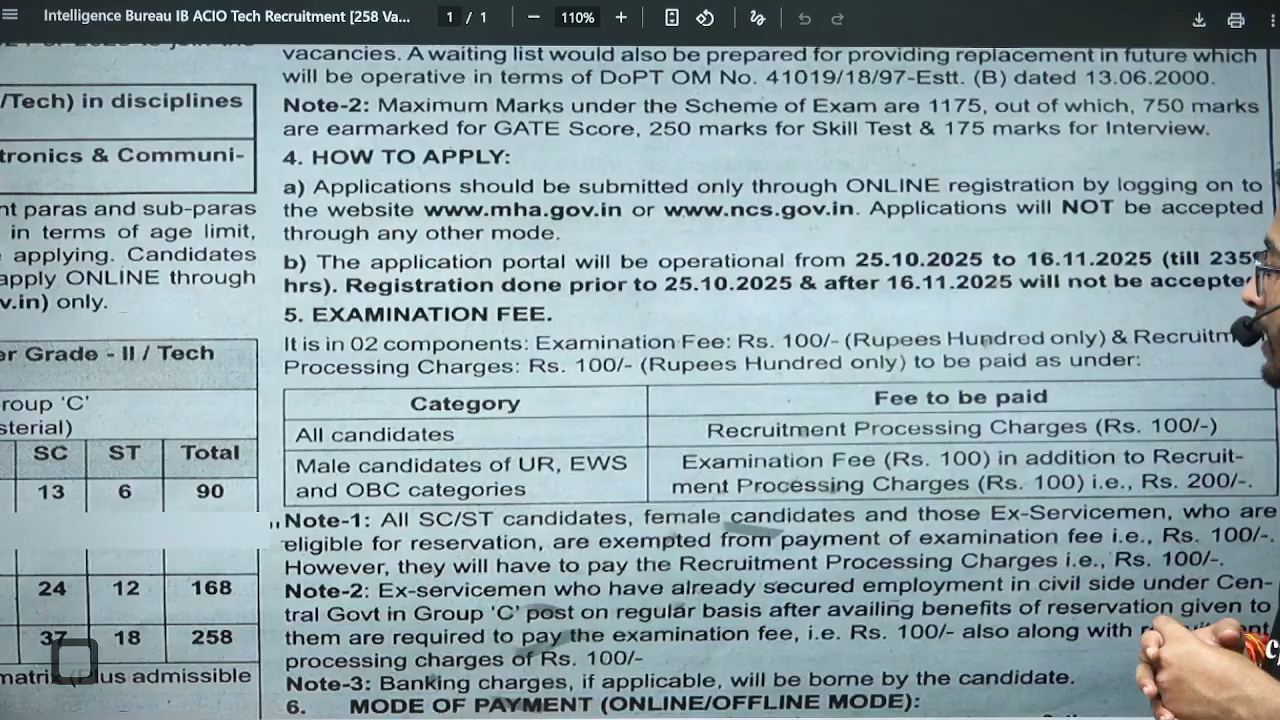 Intelligence Bureau IB ACIO Tech Recruitment [258 Va...
1 / 1
110%
/Tech) in disciplines
tronics & Communi-
nt paras and sub-paras
in terms of age limit,
applying. Candidates
apply ONLINE through
v.in) only.
er Grade - II / Tech
roup 'C'
sterial)
SC ST Total
13 6 90
24 12 168
37 18 258
matrix (Plus admissible
vacancies. A waiting list would also be prepared for providing replacement in future which
will be operative in terms of DoPT OM No. 41019/18/97-Estt. (B) dated 13.06.2000.
Note-2: Maximum Marks under the Scheme of Exam are 1175, out of which, 750 marks
are earmarked for GATE Score, 250 marks for Skill Test & 175 marks for Interview.
4. HOW TO APPLY:
a) Applications should be submitted only through ONLINE registration by logging on to
the website www.mha.gov.in or www.ncs.gov.in. Applications will NOT be accepted
through any other mode.
b) The application portal will be operational from 25.10.2025 to 16.11.2025 (till 2359
hrs). Registration done prior to 25.10.2025 & after 16.11.2025 will not be accepte
5. EXAMINATION FEE.
It is in 02 components: Examination Fee: Rs. 100/- (Rupees Hundred only) & Recruitm
Processing Charges: Rs. 100/- (Rupees Hundred only) to be paid as under:
Category Fee to be paid
All candidates Recruitment Processing Charges (Rs. 100/-)
Male candidates of UR, EWS Examination Fee (Rs. 100) in addition to Recruit-
and OBC categories ment Processing Charges (Rs. 100) i.e., Rs. 200/-.
Note-1: All SC/ST candidates, female candidates and those Ex-Servicemen, who are
eligible for reservation, are exempted from payment of examination fee i.e., Rs. 100/-.
However, they will have to pay the Recruitment Processing Charges i.e., Rs. 100/-.
Note-2: Ex-servicemen who have already secured employment in civil side under Cen-
tral Govt in Group 'C' post on regular basis after availing benefits of reservation given to
them are required to pay the examination fee, i.e. Rs. 100/- also along with
processing charges of Rs. 100/-
Note-3: Banking charges, if applicable, will be borne by the candidate.
6. MODE OF PAYMENT (ONLINE/OFFLINE MODE):